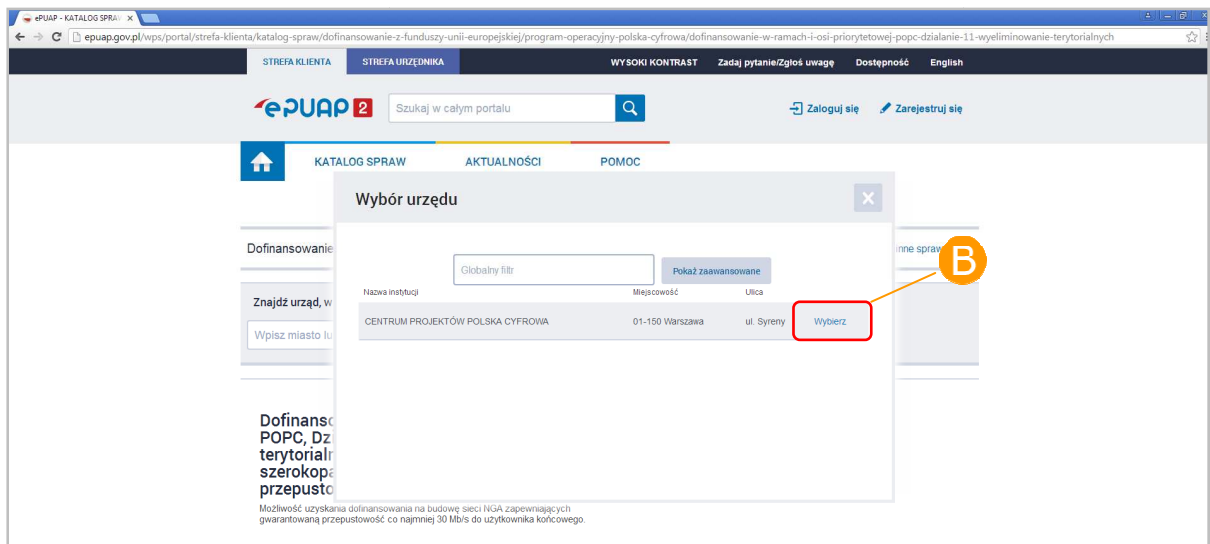 ePUAP - KATALOG SPRAW
epuap.gov.pl/wps/portal/strefa-klienta/katalog-spraw/dofinansowanie-z-funduszy-unii-europejskiej/program-operacyjny-polska-cyfrowa/dofinansowanie-w-ramach-i-osi-priorytetowej-popc-dzialanie-11-wyeliminowanie-terytorialnych
STREFA KLIENTA STREFA URZĘDNIKA WYSOKI KONTRAST Zadaj pytanie/Zgłoś uwagę Dostępność English
ePUAP 2 Szukaj w całym portalu Zaloguj się Zarejestruj się
KATALOG SPRAW AKTUALNOŚCI POMOC
Wybór urzędu
Dofinansowanie inne spraw
B
Globalny filtr Pokaż zaawansowane
Nazwa instytucji Miejscowość Ulica
Znajdź urząd, w
CENTRUM PROJEKTÓW POLSKA CYFROWA 01-150 Warszawa ul. Syreny Wybierz
Wpisz miasto lu
Dofinanso
POPC, Dzi
terytorialn
szerokopa
przepusto
Możliwość uzyskania dofinansowania na budowę sieci NGA zapewniających
gwarantowaną przepustowość co najmniej 30 Mb/s do użytkownika końcowego.